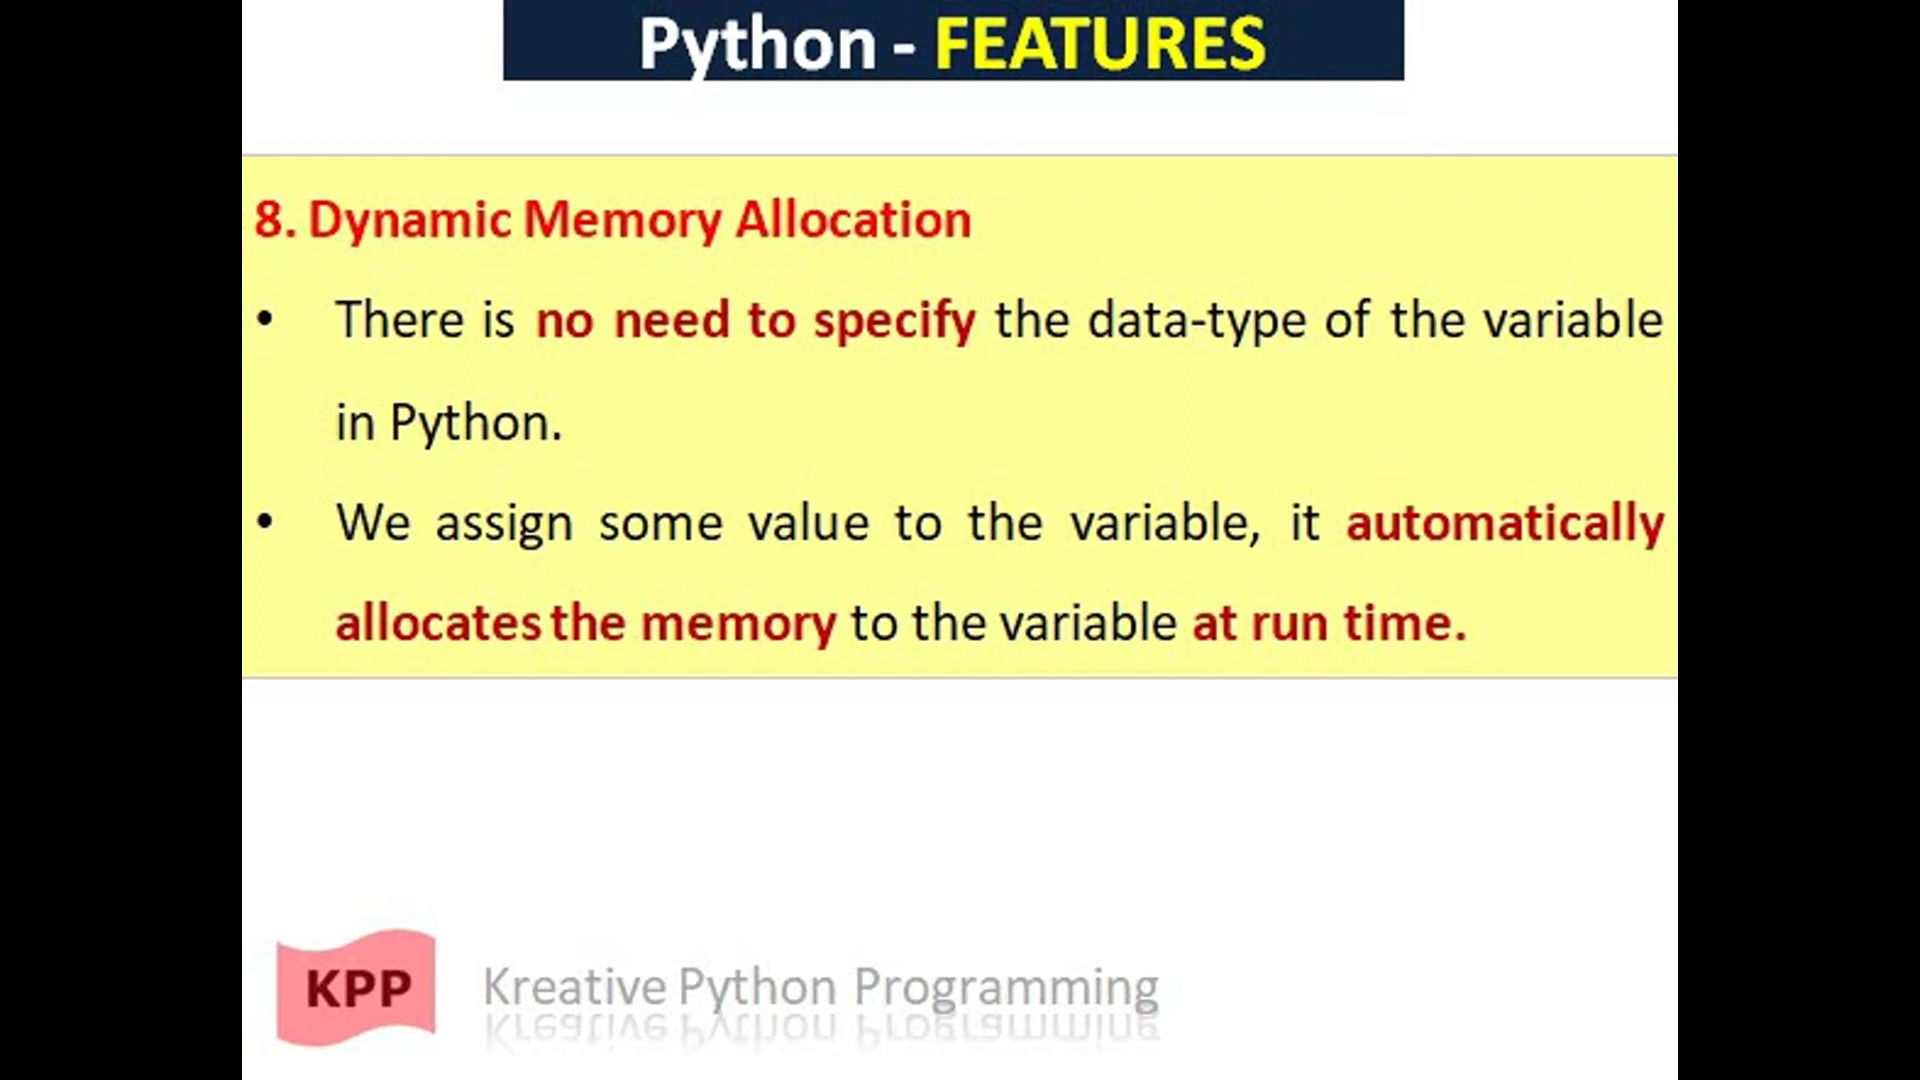 Python - FEATURES
8. Dynamic Memory Allocation
• There is no need to specify the data-type of the variable
in Python.
• We assign some value to the variable, it automatically
allocates the memory to the variable at run time.
KPP Kreative Python Programming